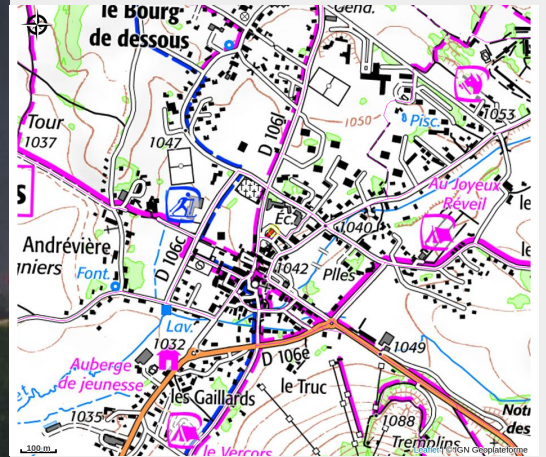 le Bourg
de dessous
Gend.
Tour
1037
1047
D 106l
1050
Pisc.
1053
Au Joyeux
Réveil
Éc.
1040
Andrévière
gniers
Font.
D 106c
1042
Plles
Lav.
1032
D 106e
1049
Auberge
de jeunesse
les Gaillards
le Truc
1035
1088
Tremplins
le Vercors
100 m
Leaflet | © IGN Geoplateforme